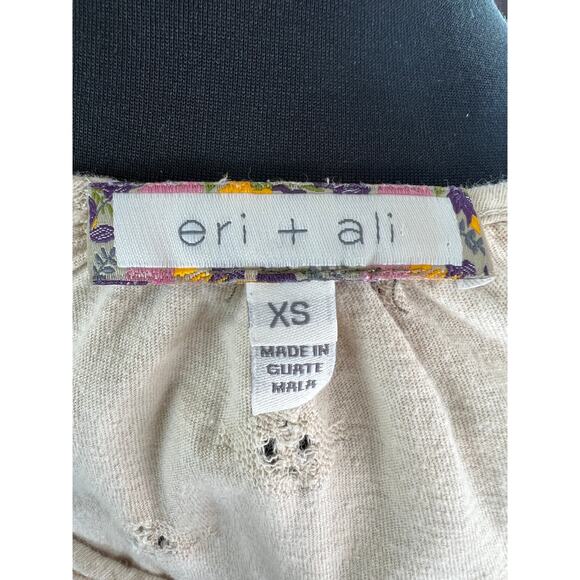 eri + ali
XS
MADE IN
GUATE
MALA